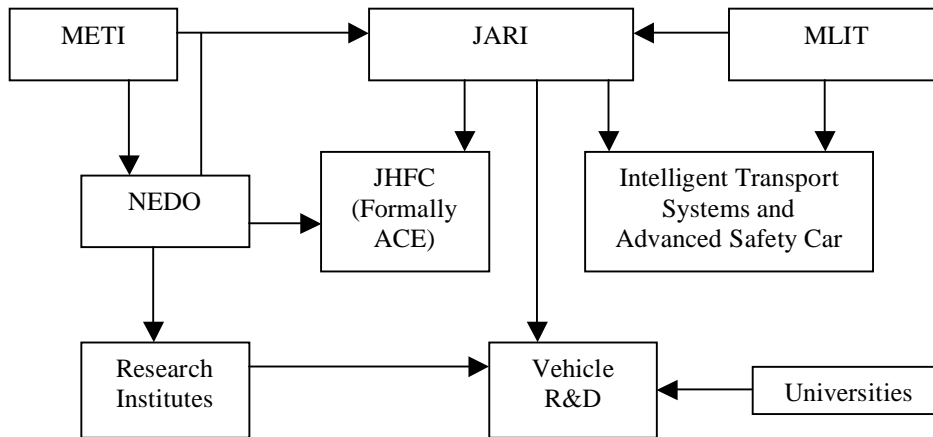 METI
JARI
MLIT
NEDO
JHFC
(Formally
ACE)
Intelligent Transport
Systems and
Advanced Safety Car
Research
Institutes
Vehicle
R&D
Universities